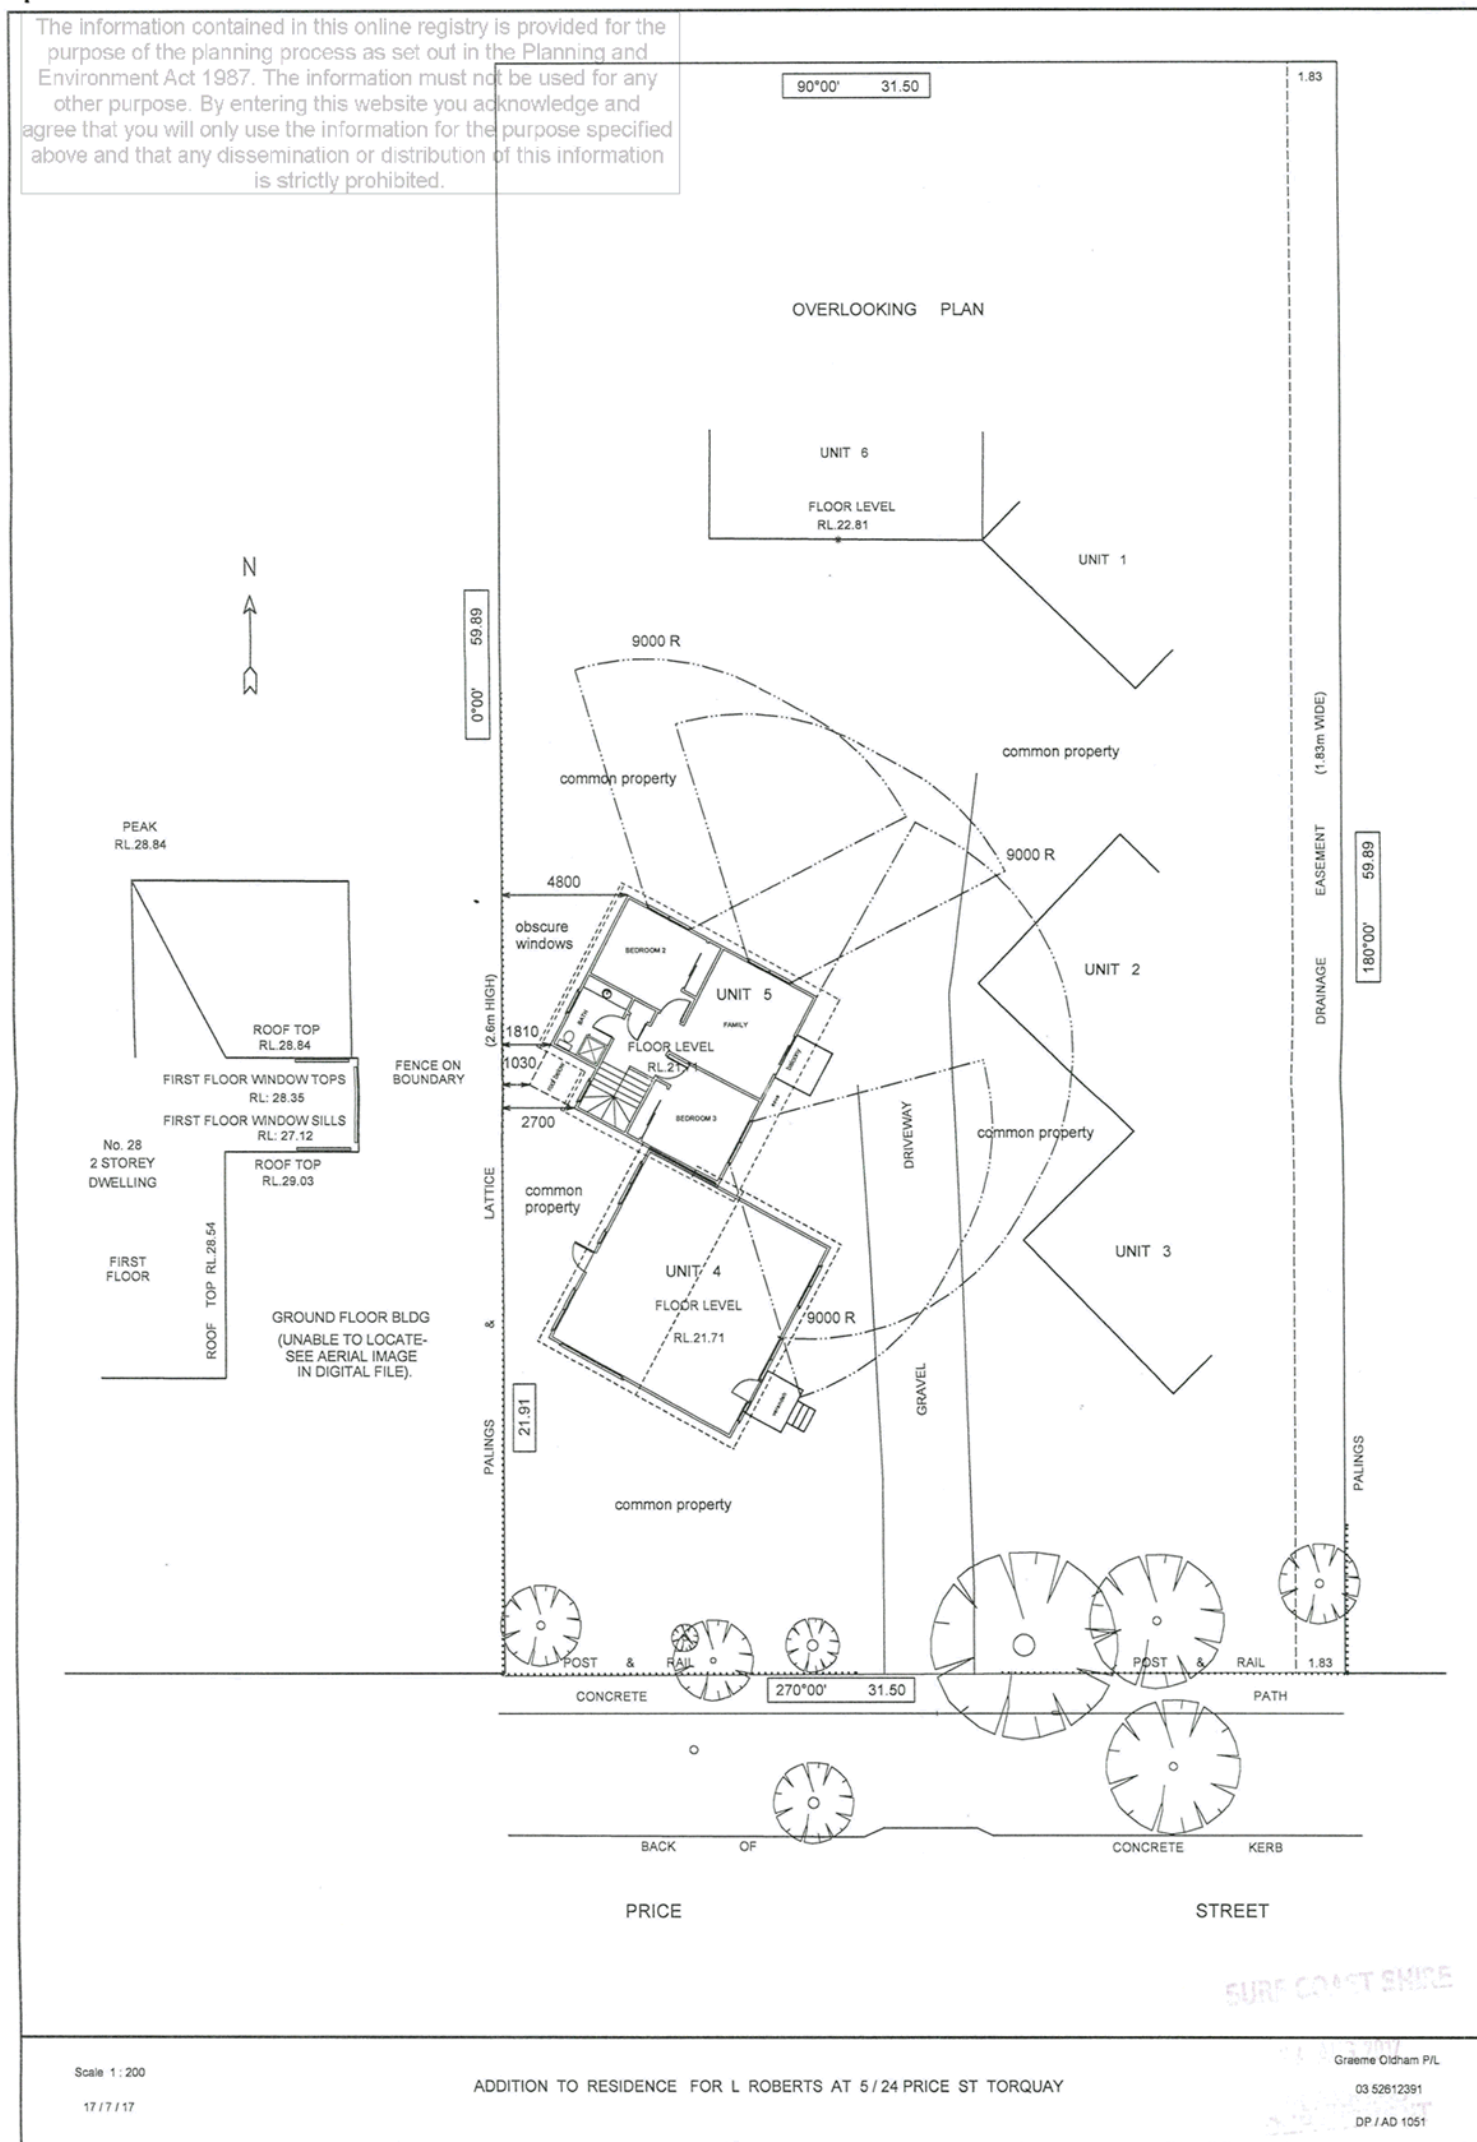 The information contained in this online registry is provided for the
purpose of the planning process as set out in the Planning and
Environment Act 1987. The information must not be used for any
other purpose. By entering this website you acknowledge and
agree that you will only use the information for the purpose specified
above and that any dissemination or distribution of this information
is strictly prohibited.
90°00' 31.50
1.83
OVERLOOKING PLAN
UNIT 6
FLOOR LEVEL
RL.22.81
UNIT 1
N
0°00' 59.89
9000 R
common property
common property
(1.83m WIDE)
EASEMENT
DRAINAGE
180°00' 59.89
PEAK
RL.28.84
9000 R
4800
obscure
windows
BEDROOM 2
UNIT 5
FAMILY
BATH
UNIT 2
(2.6m HIGH)
1810
1030
2700
FLOOR LEVEL
RL.21.71
balcony
roof below
BEDROOM 3
ROOF TOP
RL.28.84
FENCE ON
BOUNDARY
FIRST FLOOR WINDOW TOPS
RL: 28.35
FIRST FLOOR WINDOW SILLS
RL: 27.12
No. 28
2 STOREY
DWELLING
ROOF TOP
RL.29.03
DRIVEWAY
common property
common
property
LATTICE
ROOF TOP RL.28.54
FIRST
FLOOR
UNIT 3
UNIT 4
FLOOR LEVEL
RL.21.71
9000 R
GROUND FLOOR BLDG
(UNABLE TO LOCATE-
SEE AERIAL IMAGE
IN DIGITAL FILE).
&
verandah
GRAVEL
21.91
PALINGS
PALINGS
common property
POST & RAIL
POST & RAIL
1.83
CONCRETE
270°00' 31.50
PATH
BACK OF
CONCRETE KERB
PRICE STREET
SURF COAST SHIRE
Scale 1 : 200
17 / 7 / 17
ADDITION TO RESIDENCE FOR L ROBERTS AT 5 / 24 PRICE ST TORQUAY
Graeme Oldham P/L
03 52612391
DP / AD 1051